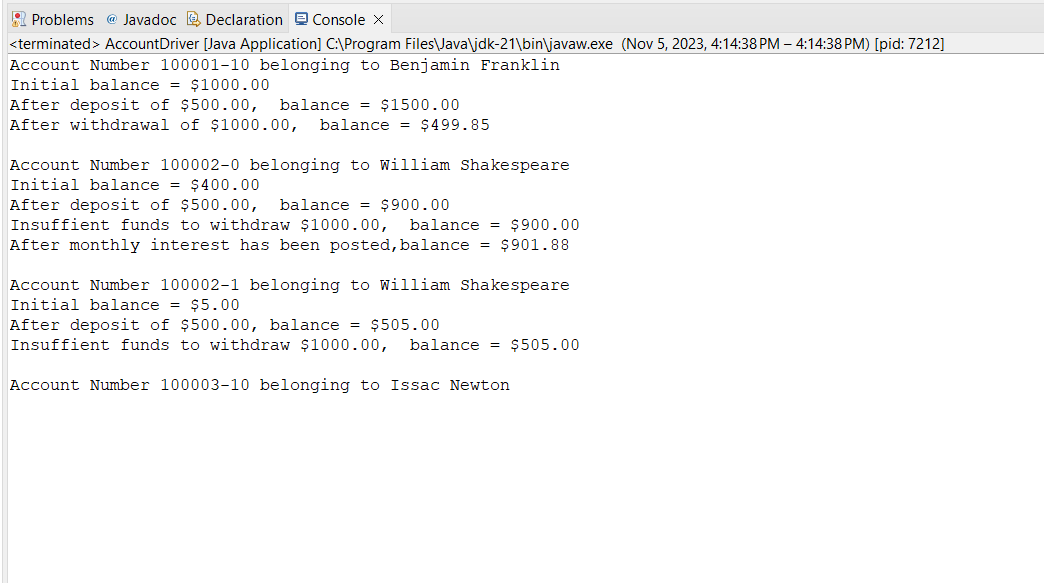 Problems @ Javadoc Declaration Console ×
<terminated> AccountDriver [Java Application] C:\Program Files\Java\jdk-21\bin\javaw.exe (Nov 5, 2023, 4:14:38 PM – 4:14:38 PM) [pid: 7212]
Account Number 100001-10 belonging to Benjamin Franklin
Initial balance = $1000.00
After deposit of $500.00,  balance = $1500.00
After withdrawal of $1000.00,  balance = $499.85

Account Number 100002-0 belonging to William Shakespeare
Initial balance = $400.00
After deposit of $500.00,  balance = $900.00
Insuffient funds to withdraw $1000.00,  balance = $900.00
After monthly interest has been posted,balance = $901.88

Account Number 100002-1 belonging to William Shakespeare
Initial balance = $5.00
After deposit of $500.00, balance = $505.00
Insuffient funds to withdraw $1000.00,  balance = $505.00

Account Number 100003-10 belonging to Issac Newton